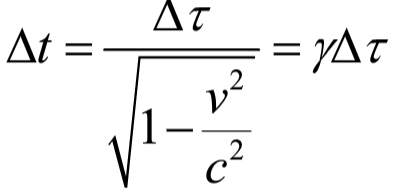 Δt = Δτ / √(1 − v²/c²) = γΔτ